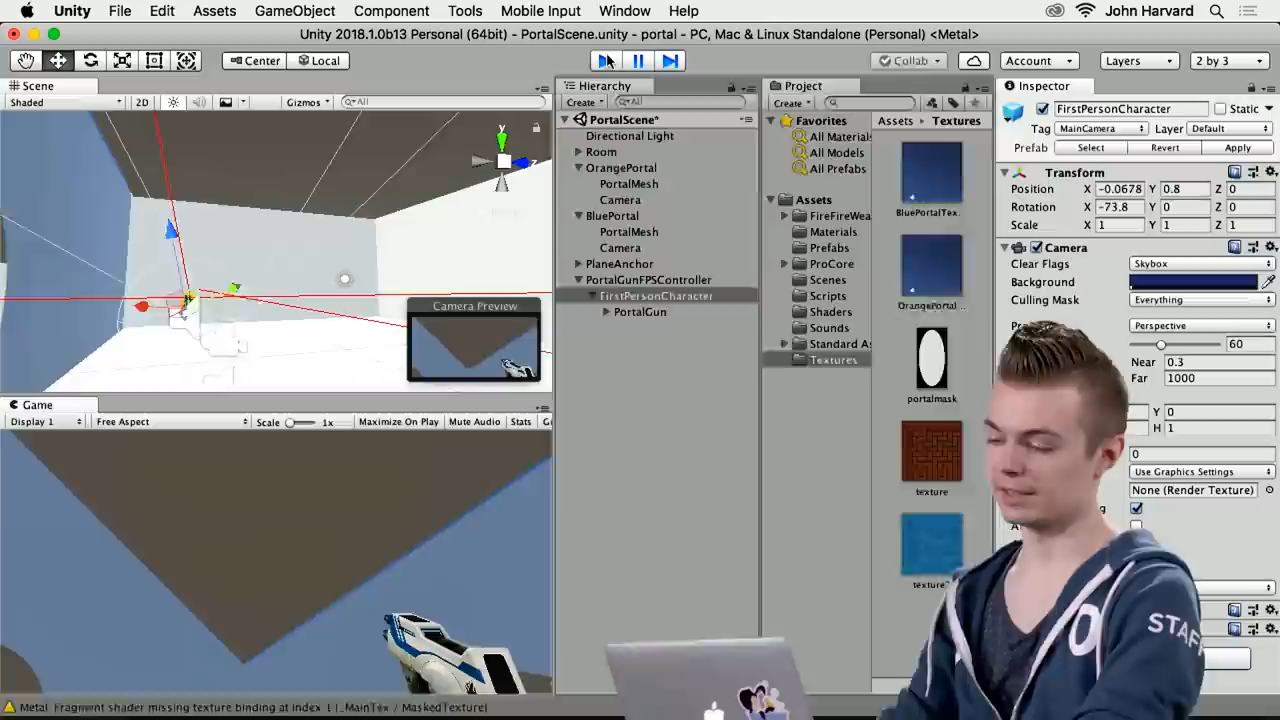 Unity File Edit Assets GameObject Component Tools Mobile Input Window Help John Harvard
Unity 2018.1.0b13 Personal (64bit) - PortalScene.unity - portal - PC, Mac & Linux Standalone (Personal) <Metal>
Center Local Collab Account Layers 2 by 3
Scene
Shaded 2D Gizmos All
y
z
Camera Preview
Game
Display 1 Free Aspect Scale 1x Maximize On Play Mute Audio Stats
Hierarchy
Create All
PortalScene*
Directional Light
Room
OrangePortal
PortalMesh
Camera
BluePortal
PortalMesh
Camera
PlaneAnchor
PortalGunFPSController
FirstPersonCharacter
PortalGun
Project
Create
Favorites
All Materials
All Models
All Prefabs
Assets
FireFireWea
Materials
Prefabs
ProCore
Scenes
Scripts
Shaders
Sounds
Standard As
Textures
Assets Textures
BluePortalTex...
OrangePortal...
portalmask
texture
texture
Inspector
FirstPersonCharacter Static
Tag MainCamera Layer Default
Prefab Select Revert Apply
Transform
Position X -0.0678 Y 0.8 Z 0
Rotation X -73.8 Y 0 Z 0
Scale X 1 Y 1 Z 1
Camera
Clear Flags Skybox
Background
Culling Mask Everything
Perspective
60
Near 0.3
Far 1000
Y 0
H 1
0
Use Graphics Settings
None (Render Texture)
STAFF
Metal: Fragment shader missing texture binding at index 1 (_MainTex / MaskedTexture)